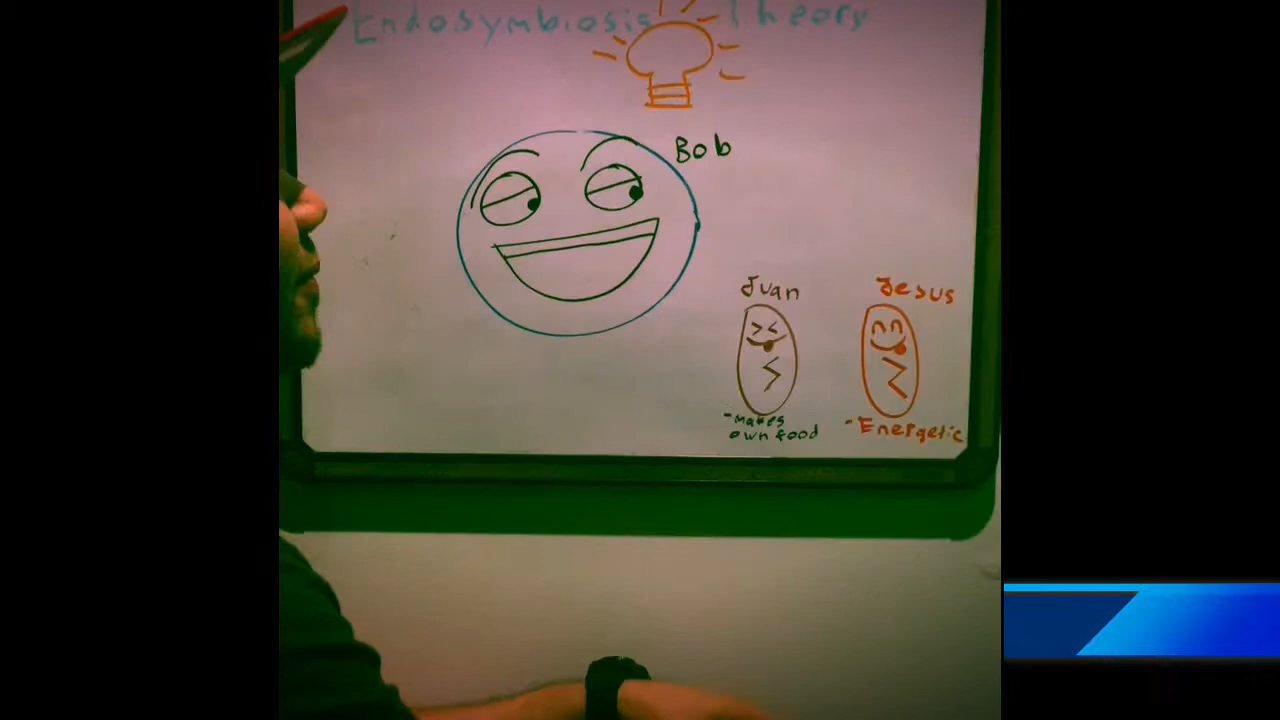 Endosymbiosis Theory
Bob
Juan
Jesus
-makes
own food
-Energetic